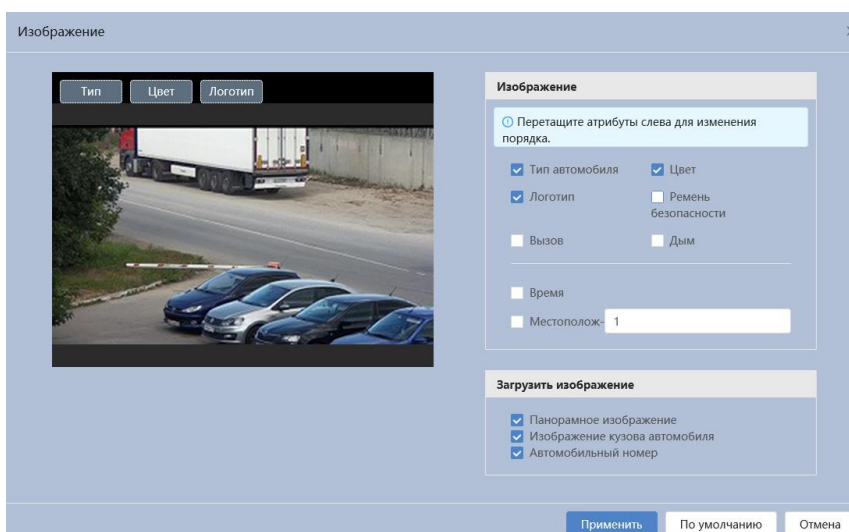 Изображение
Тип Цвет Логотип
Изображение
Перетащите атрибуты слева для изменения
порядка.
Тип автомобиля Цвет
Логотип Ремень
безопасности
Вызов Дым
Время
Местополож- 1
Загрузить изображение
Панорамное изображение
Изображение кузова автомобиля
Автомобильный номер
Применить По умолчанию Отмена